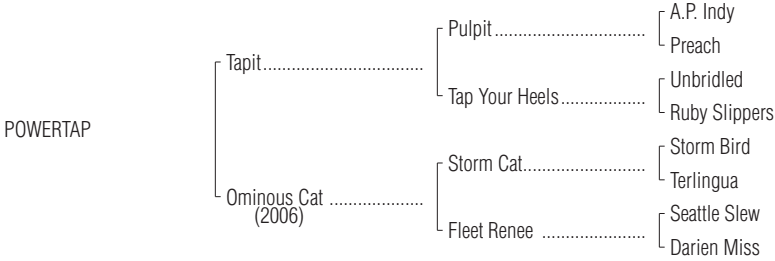 A.P. Indy
Pulpit..............................
Preach
Tapit................................
Unbridled
Tap Your Heels.................
Ruby Slippers
POWERTAP
Storm Bird
Storm Cat........................
Terlingua
Ominous Cat ...................
(2006)
Seattle Slew
Fleet Renee .....................
Darien Miss